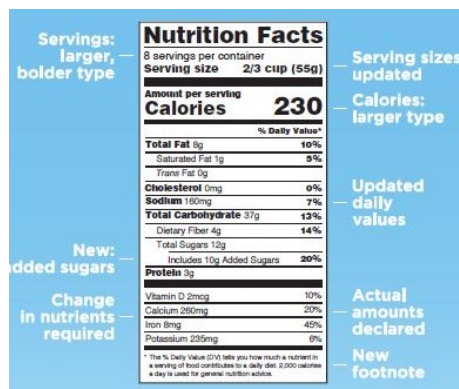 Servings:
larger,
bolder type
Nutrition Facts
8 servings per container
Serving size 2/3 cup (55g)
Serving sizes
updated
Amount per serving
Calories 230
Calories:
larger type
% Daily Value*
Total Fat 8g 10%
Saturated Fat 1g 5%
Trans Fat 0g
Cholesterol 0mg 0%
Sodium 160mg 7%
Total Carbohydrate 37g 13%
Dietary Fiber 4g 14%
Total Sugars 12g
Includes 10g Added Sugars 20%
Protein 3g
Updated
daily
values
New:
added sugars
Vitamin D 2mcg 10%
Calcium 260mg 20%
Iron 8mg 45%
Potassium 235mg 6%
Change
in nutrients
required
Actual
amounts
declared
* The % Daily Value (DV) tells you how much a nutrient in
a serving of food contributes to a daily diet. 2,000 calories
a day is used for general nutrition advice.
New
footnote